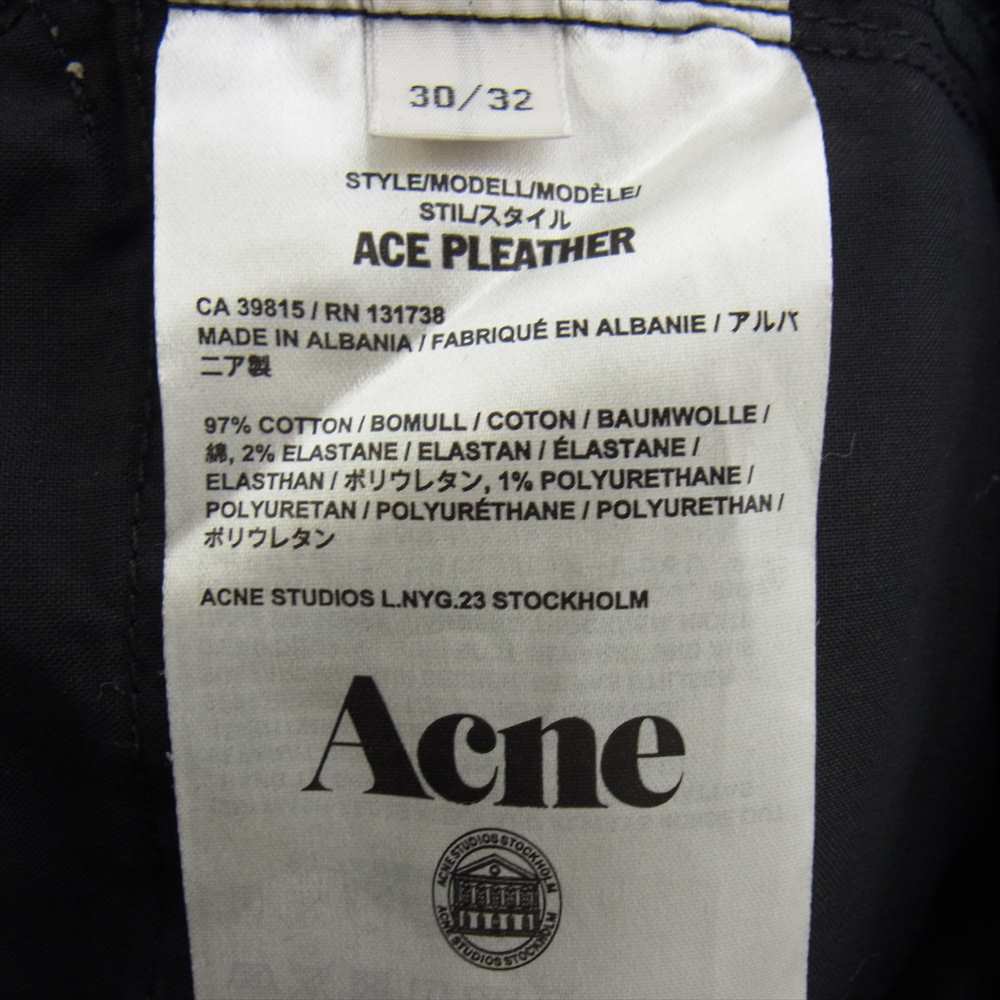 30/32
STYLE/MODELL/MODÈLE/
STIL/スタイル
ACE PLEATHER
CA 39815 / RN 131738
MADE IN ALBANIA / FABRIQUÉ EN ALBANIE / アルバ
ニア製
97% COTTON / BOMULL / COTON / BAUMWOLLE /
綿, 2% ELASTANE / ELASTAN / ÉLASTANE /
ELASTHAN / ポリウレタン, 1% POLYURETHANE /
POLYURETAN / POLYURÉTHANE / POLYURETHAN /
ポリウレタン
ACNE STUDIOS L.NYG.23 STOCKHOLM
Acne
ACNE STUDIOS STOCKHOLM
ACNE STUDIOS STOCKHOLM